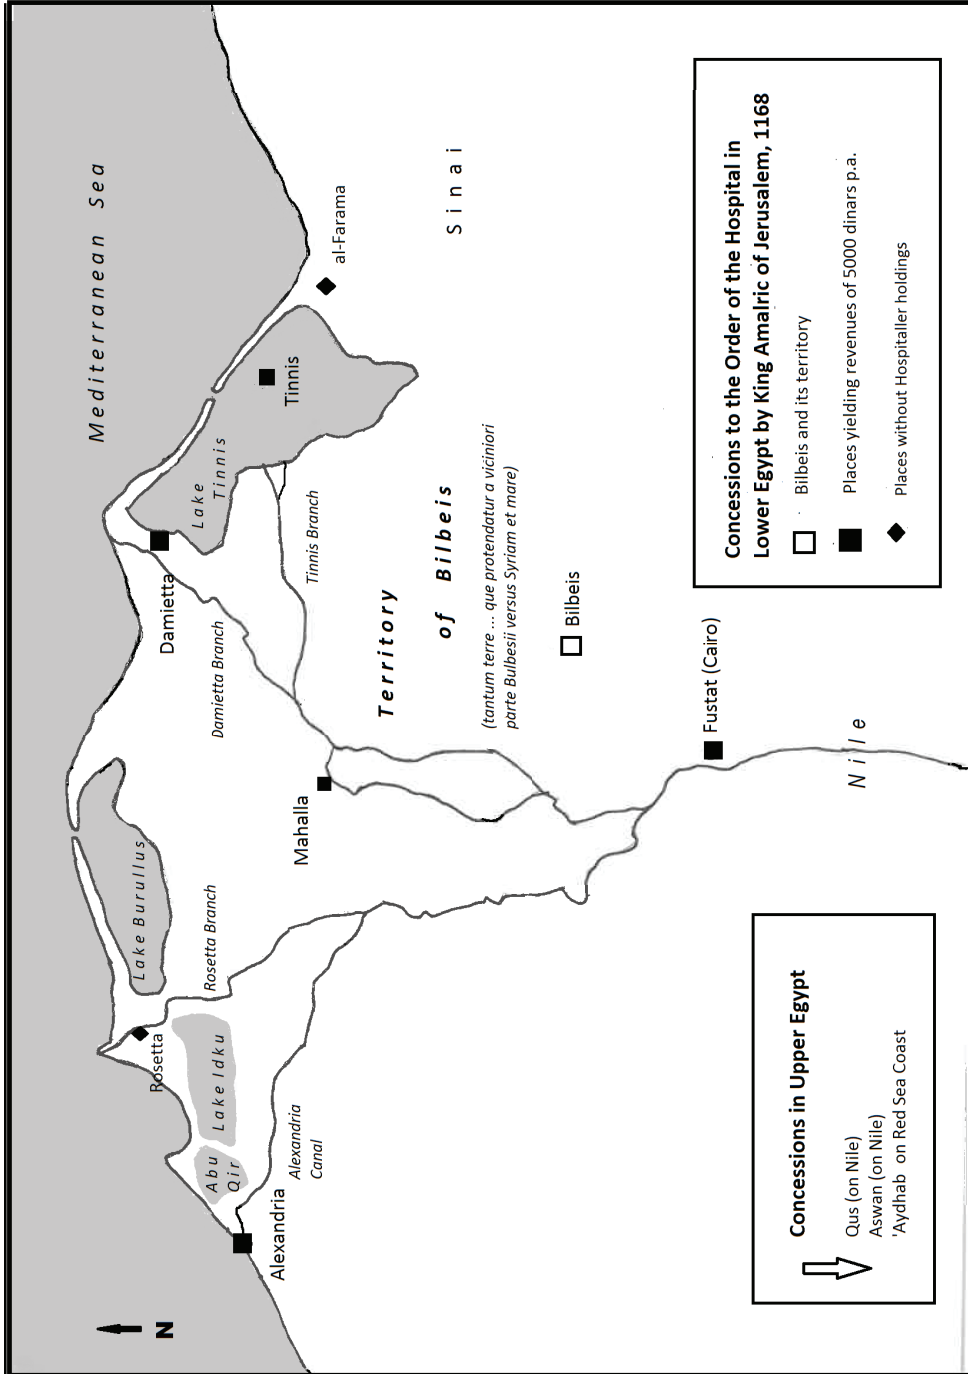 Mediterranean Sea
Sinai
al-Farama
Tinnis
Lake
Tinnis
Damietta
Tinnis Branch
Damietta Branch
Territory
of Bilbeis
(tantum terre ... que protendatur a viciniori
parte Bulbesii versus Syriam et mare)
Bilbeis
Fustat (Cairo)
Nile
Mahalla
Lake Burullus
Rosetta Branch
Rosetta
Lake Idku
Abu
Qir
Alexandria
Canal
Alexandria
N
Concessions to the Order of the Hospital in
Lower Egypt by King Amalric of Jerusalem, 1168
Bilbeis and its territory
Places yielding revenues of 5000 dinars p.a.
Places without Hospitaller holdings
Concessions in Upper Egypt
Qus (on Nile)
Aswan (on Nile)
'Aydhab on Red Sea Coast